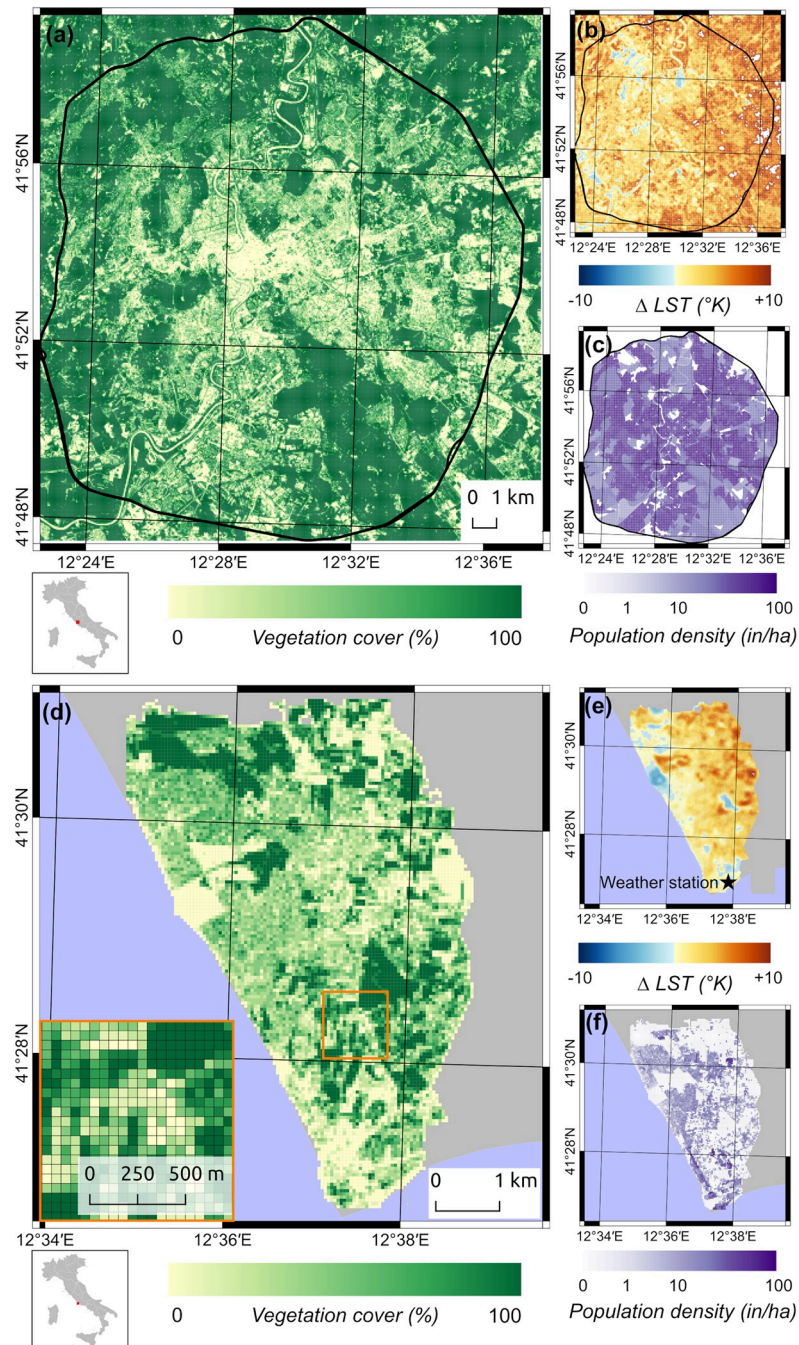 (a)
41°56'N
41°52'N
41°48'N
12°24'E
12°28'E
12°32'E
12°36'E
0 1 km
0
Vegetation cover (%)
100
(b)
41°56'N
41°52'N
41°48'N
12°24'E
12°28'E
12°32'E
12°36'E
-10
Δ LST (°K)
+10
(c)
41°56'N
41°52'N
41°48'N
12°24'E
12°28'E
12°32'E
12°36'E
0
1
10
100
Population density (in/ha)
(d)
41°30'N
41°28'N
0 250 500 m
0 1 km
12°34'E
12°36'E
12°38'E
0
Vegetation cover (%)
100
(e)
41°30'N
41°28'N
Weather station
12°34'E
12°36'E
12°38'E
-10
Δ LST (°K)
+10
(f)
41°30'N
41°28'N
12°34'E
12°36'E
12°38'E
0
1
10
100
Population density (in/ha)